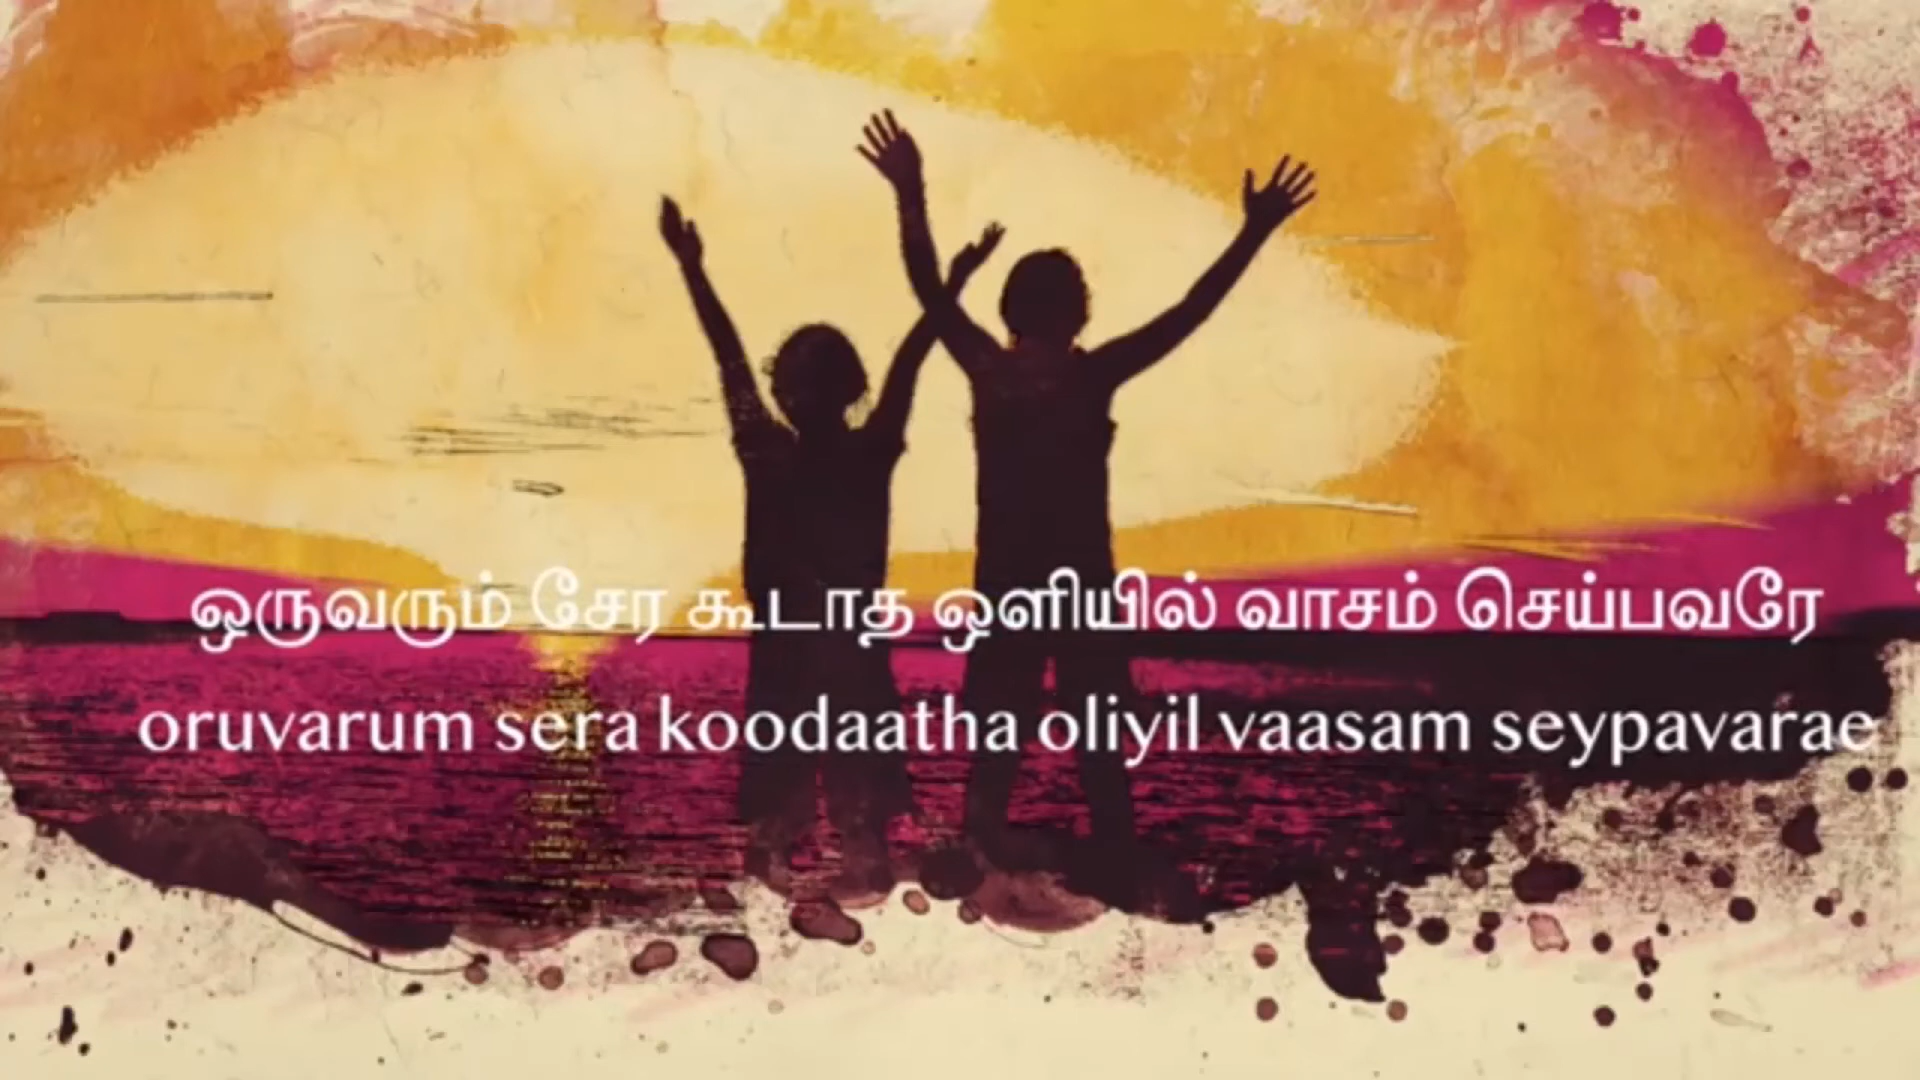 ஒருவரும் சேர கூடாத ஒளியில் வாசம் செய்பவரே
oruvarum sera koodaatha oliyil vaasam seypavarae